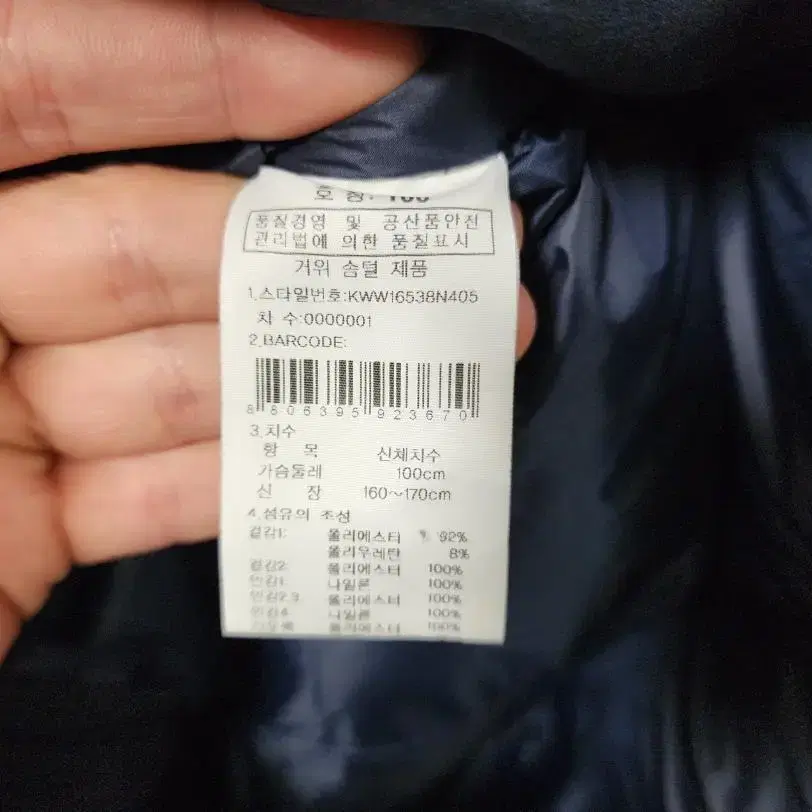 호 칭: 100
품질경영 및 공산품안전
관리법에 의한 품질표시
거위 솜털 제품
1.스타일번호:KWW16538N405
차 수:0000001
2.BARCODE:
8 806395 923670
3.치수
항 목 신체치수
가슴둘레 100cm
신 장 160~170cm
4.섬유의 조성
겉감1: 폴리에스터 92%
폴리우레탄 8%
겉감2: 폴리에스터 100%
안감1: 나일론 100%
안감2,3: 폴리에스터 100%
안감4: 나일론 100%
폴리에스터 100%